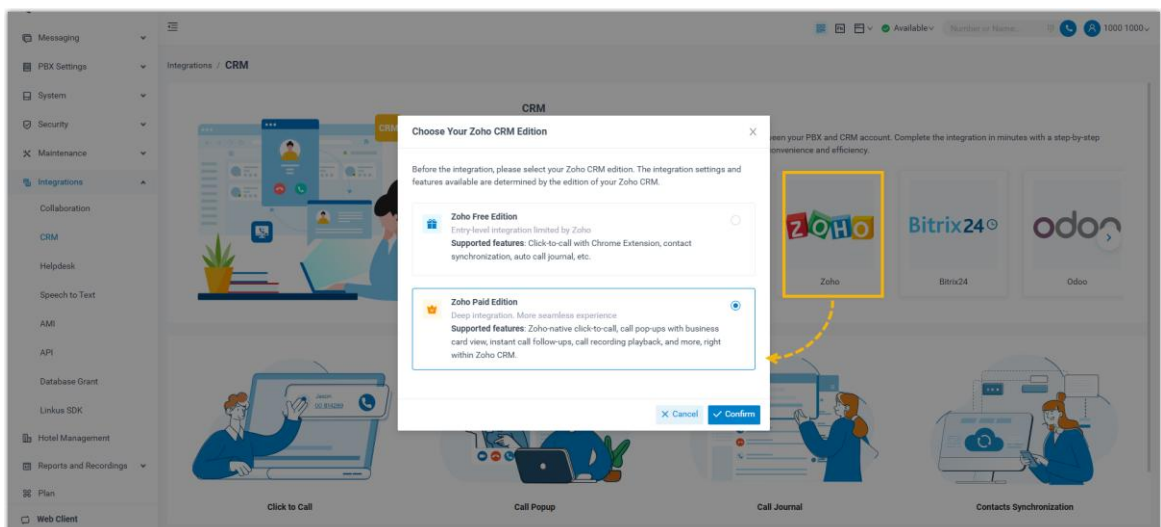 Messaging
PBX Settings
System
Security
Maintenance
Integrations
Collaboration
CRM
Helpdesk
Speech to Text
AMI
API
Database Grant
Linkus SDK
Hotel Management
Reports and Recordings
Plan
Web Client
Available
Number or Name...
1000 1000
Integrations / CRM
CRM
CRM
een your PBX and CRM account. Complete the integration in minutes with a step-by-step
convenience and efficiency.
Choose Your Zoho CRM Edition
Before the integration, please select your Zoho CRM edition. The integration settings and
features available are determined by the edition of your Zoho CRM.
Zoho Free Edition
Entry-level integration limited by Zoho
Supported features: Click-to-call with Chrome Extension, contact
synchronization, auto call journal, etc.
Zoho Paid Edition
Deep integration. More seamless experience
Supported features: Zoho-native click-to-call, call pop-ups with business
card view, instant call follow-ups, call recording playback, and more, right
within Zoho CRM.
Cancel
Confirm
ZOHO
Zoho
Bitrix24
Bitrix24
odoo
Odoo
Jason
Click to Call
Call Popup
Call Journal
Contacts Synchronization